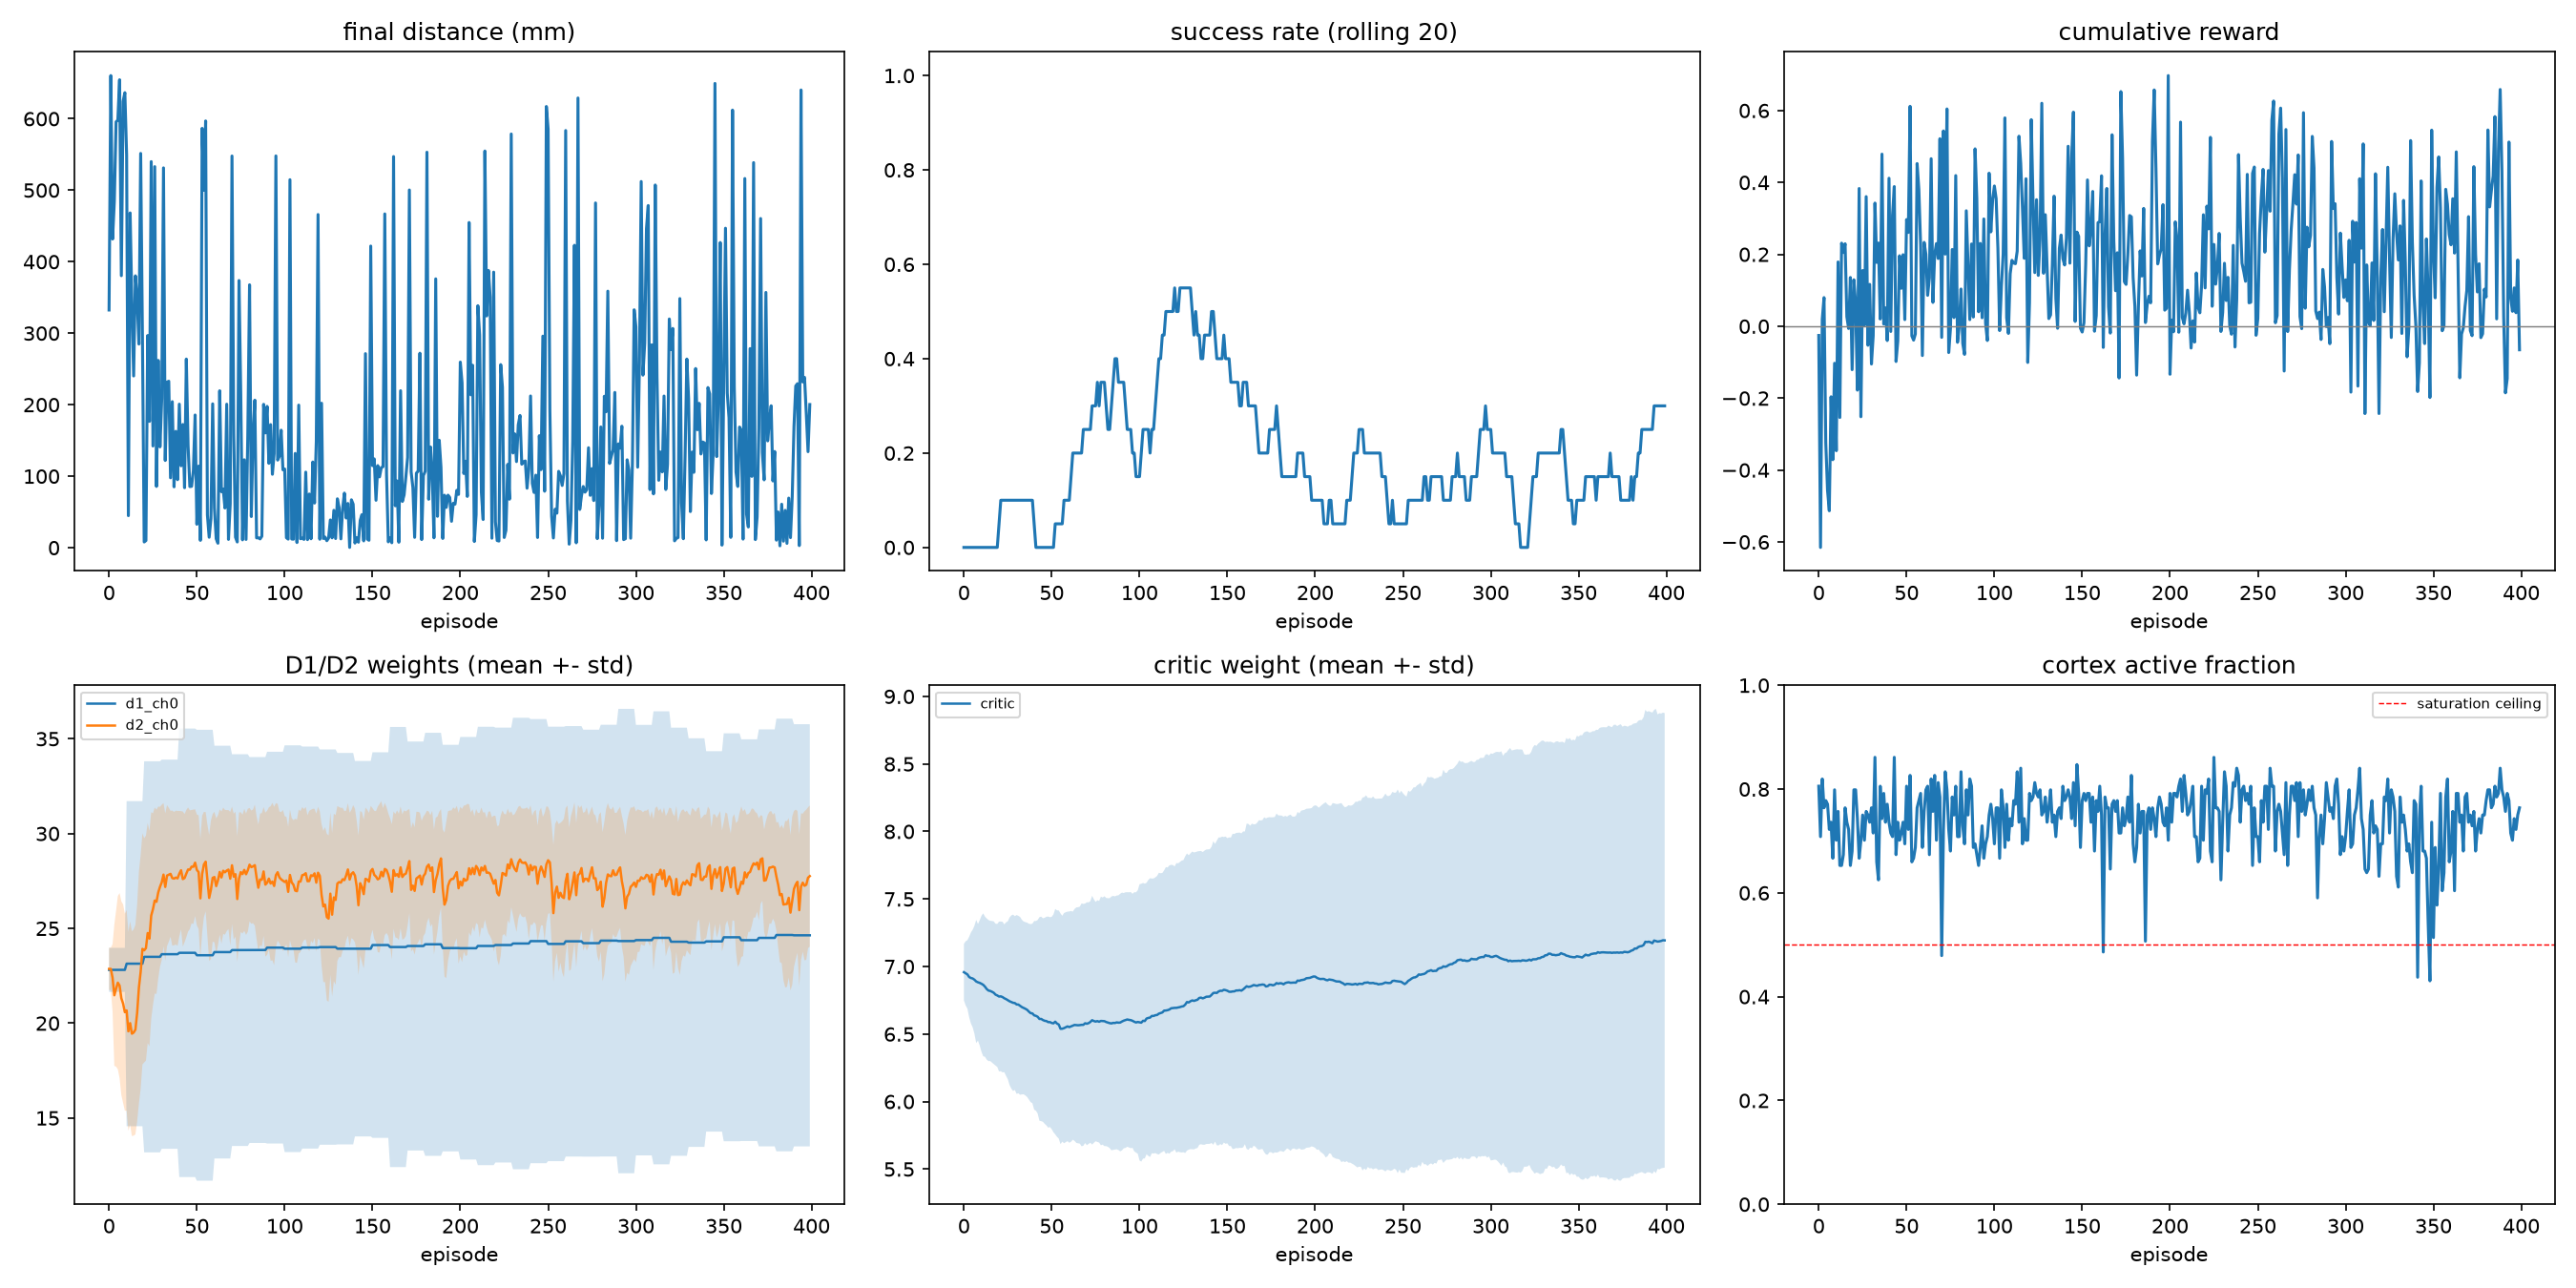 final distance (mm)
600
500
400
300
200
100
0
0 50 100 150 200 250 300 350 400
episode
success rate (rolling 20)
1.0
0.8
0.6
0.4
0.2
0.0
0 50 100 150 200 250 300 350 400
episode
cumulative reward
0.6
0.4
0.2
0.0
−0.2
−0.4
−0.6
0 50 100 150 200 250 300 350 400
episode
D1/D2 weights (mean +- std)
d1_ch0
d2_ch0
35
30
25
20
15
0 50 100 150 200 250 300 350 400
episode
critic weight (mean +- std)
critic
9.0
8.5
8.0
7.5
7.0
6.5
6.0
5.5
0 50 100 150 200 250 300 350 400
episode
cortex active fraction
saturation ceiling
1.0
0.8
0.6
0.4
0.2
0.0
0 50 100 150 200 250 300 350 400
episode